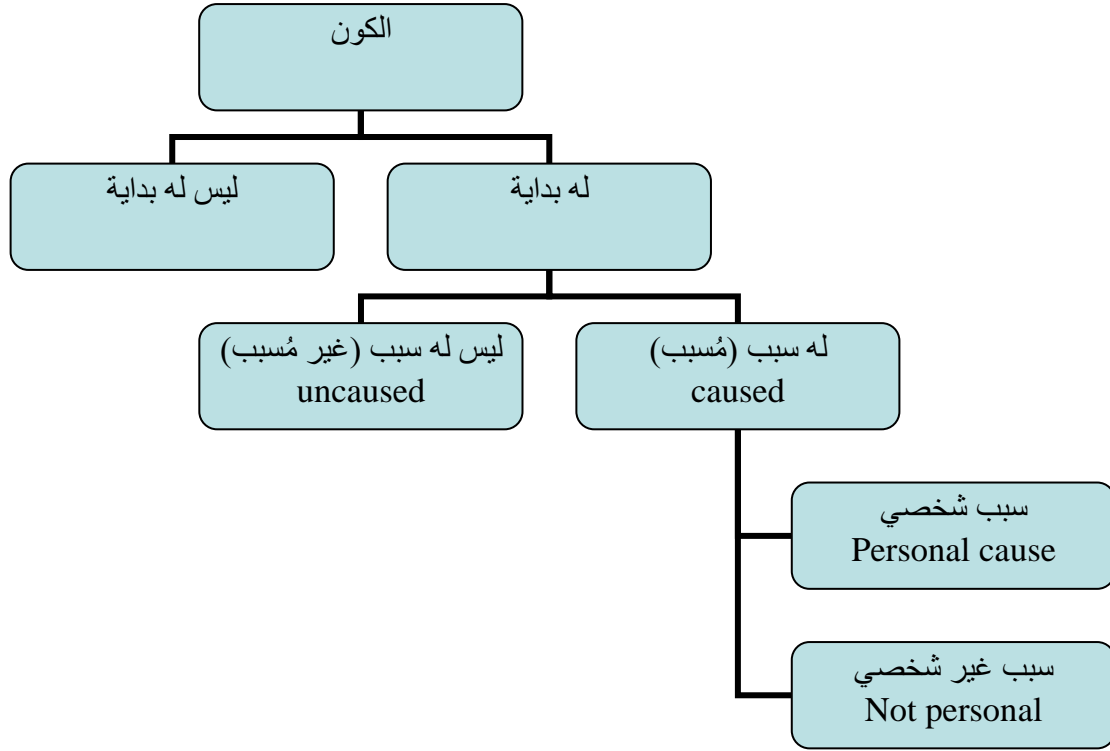 الكون
ليس له بداية
له بداية
ليس له سبب (غير مُسبب)
uncaused
له سبب (مُسبب)
caused
سبب شخصي
Personal cause
سبب غير شخصي
Not personal